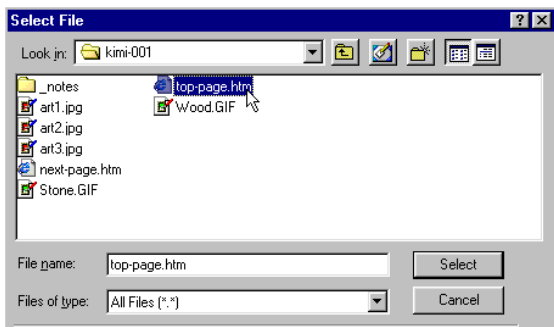 Select File
Look in: kimi-001
_notes
art1.jpg
art2.jpg
art3.jpg
next-page.htm
Stone.GIF
top-page.htm
Wood.GIF
File name: top-page.htm Select
Files of type: All Files (*.*) Cancel